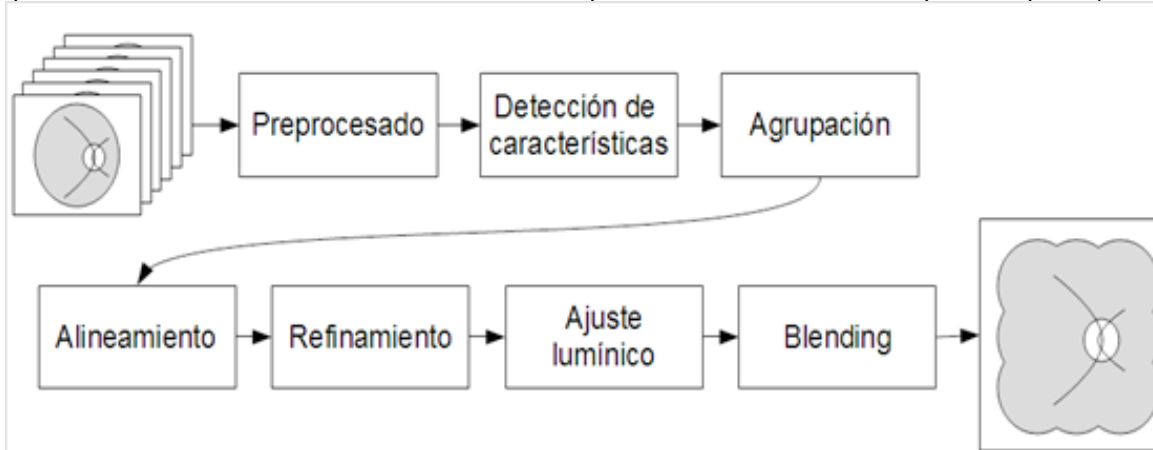 Preprocesado
Detección de
características
Agrupación
Alineamiento
Refinamiento
Ajuste
lumínico
Blending